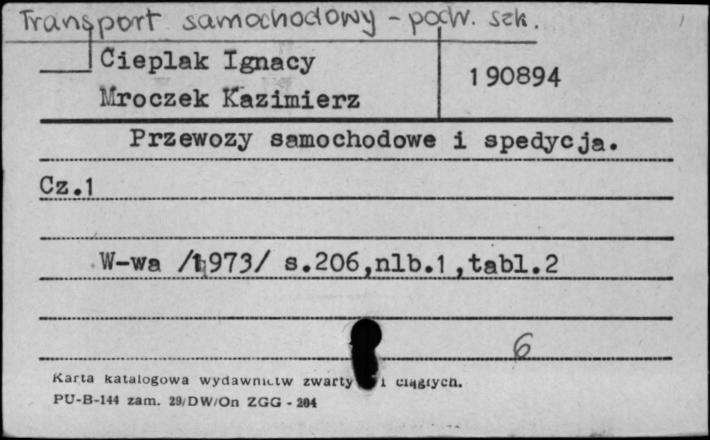 Transport samochodowy - podr. szk.
Cieplak Ignacy
190894
Mroczek Kazimierz
Przewozy samochodowe i spedycja.
Cz.1
W-wa /1973/ s.206,nlb.1,tabl.2
6
Karta katalogowa wydawnictw zwartych i ciągłych.
PU-B-144 zam. 29/DW/On ZGG - 204